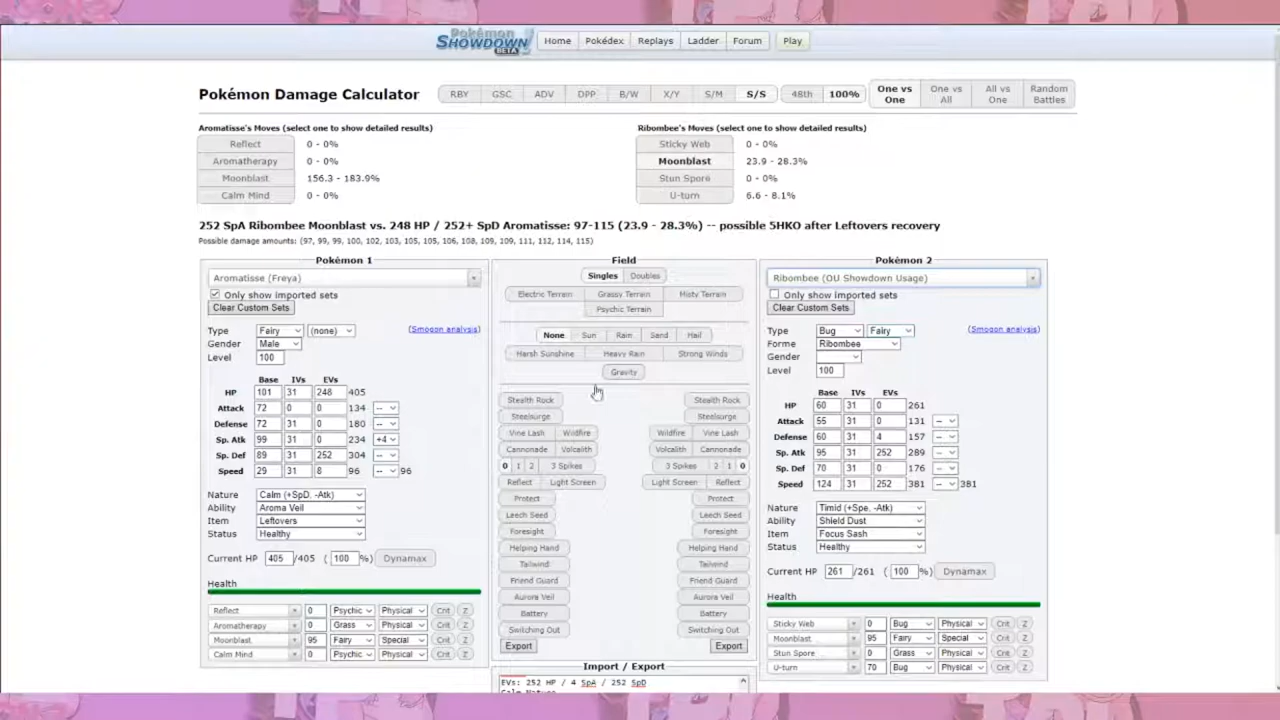 Pokémon SHOWDOWN BETA Home Pokédex Replays Ladder Forum Play
Pokémon Damage Calculator RBY GSC ADV DPP B/W X/Y S/M S/S 48th 100% One vs One One vs All All vs One Random Battles
Aromatisse's Moves (select one to show detailed results) Ribombee's Moves (select one to show detailed results)
Reflect 0 - 0% Sticky Web 0 - 0%
Aromatherapy 0 - 0% Moonblast 23.9 - 28.3%
Moonblast 156.3 - 183.9% Stun Spore 0 - 0%
Calm Mind 0 - 0% U-turn 6.6 - 8.1%
252 SpA Ribombee Moonblast vs. 248 HP / 252+ SpD Aromatisse: 97-115 (23.9 - 28.3%) -- possible 5HKO after Leftovers recovery
Possible damage amounts: (97, 99, 99, 100, 102, 103, 105, 105, 106, 108, 109, 109, 111, 112, 114, 115)
Pokémon 1
Aromatisse (Freya)
Only show imported sets
Clear Custom Sets
Type Fairy (none) (Smogon analysis)
Gender Male
Level 100
Base IVs EVs
HP 101 31 248 405
Attack 72 0 0 134 --
Defense 72 31 0 180 --
Sp. Atk 99 31 0 234 +4
Sp. Def 89 31 252 304 --
Speed 29 31 8 96 -- 96
Nature Calm (+SpD, -Atk)
Ability Aroma Veil
Item Leftovers
Status Healthy
Current HP 405 /405 ( 100 %) Dynamax
Health
Reflect 0 Psychic Physical Crit Z
Aromatherapy 0 Grass Physical Crit Z
Moonblast 95 Fairy Special Crit Z
Calm Mind 0 Psychic Physical Crit Z
Field
Singles Doubles
Electric Terrain Grassy Terrain Misty Terrain
Psychic Terrain
None Sun Rain Sand Hail
Harsh Sunshine Heavy Rain Strong Winds
Gravity
Stealth Rock Stealth Rock
Steelsurge Steelsurge
Vine Lash Wildfire Wildfire Vine Lash
Cannonade Volcalith Volcalith Cannonade
0 1 2 3 Spikes 3 Spikes 2 1 0
Reflect Light Screen Light Screen Reflect
Protect Protect
Leech Seed Leech Seed
Foresight Foresight
Helping Hand Helping Hand
Tailwind Tailwind
Friend Guard Friend Guard
Aurora Veil Aurora Veil
Battery Battery
Switching Out Switching Out
Export Export
Import / Export
EVs: 252 HP / 4 SpA / 252 SpD
Calm Nature
Pokémon 2
Ribombee (OU Showdown Usage)
Only show imported sets
Clear Custom Sets
Type Bug Fairy (Smogon analysis)
Forme Ribombee
Gender
Level 100
Base IVs EVs
HP 60 31 0 261
Attack 55 31 0 131 --
Defense 60 31 4 157 --
Sp. Atk 95 31 252 289 --
Sp. Def 70 31 0 176 --
Speed 124 31 252 381 -- 381
Nature Timid (+Spe, -Atk)
Ability Shield Dust
Item Focus Sash
Status Healthy
Current HP 261 /261 ( 100 %) Dynamax
Health
Sticky Web 0 Bug Physical Crit Z
Moonblast 95 Fairy Special Crit Z
Stun Spore 0 Grass Physical Crit Z
U-turn 70 Bug Physical Crit Z